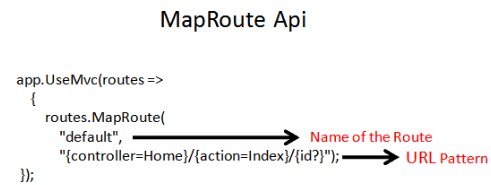 MapRoute Api
app.UseMvc(routes =>
{
routes.MapRoute(
"default", Name of the Route
"{controller=Home}/{action=Index}/{id?}"); URL Pattern
});